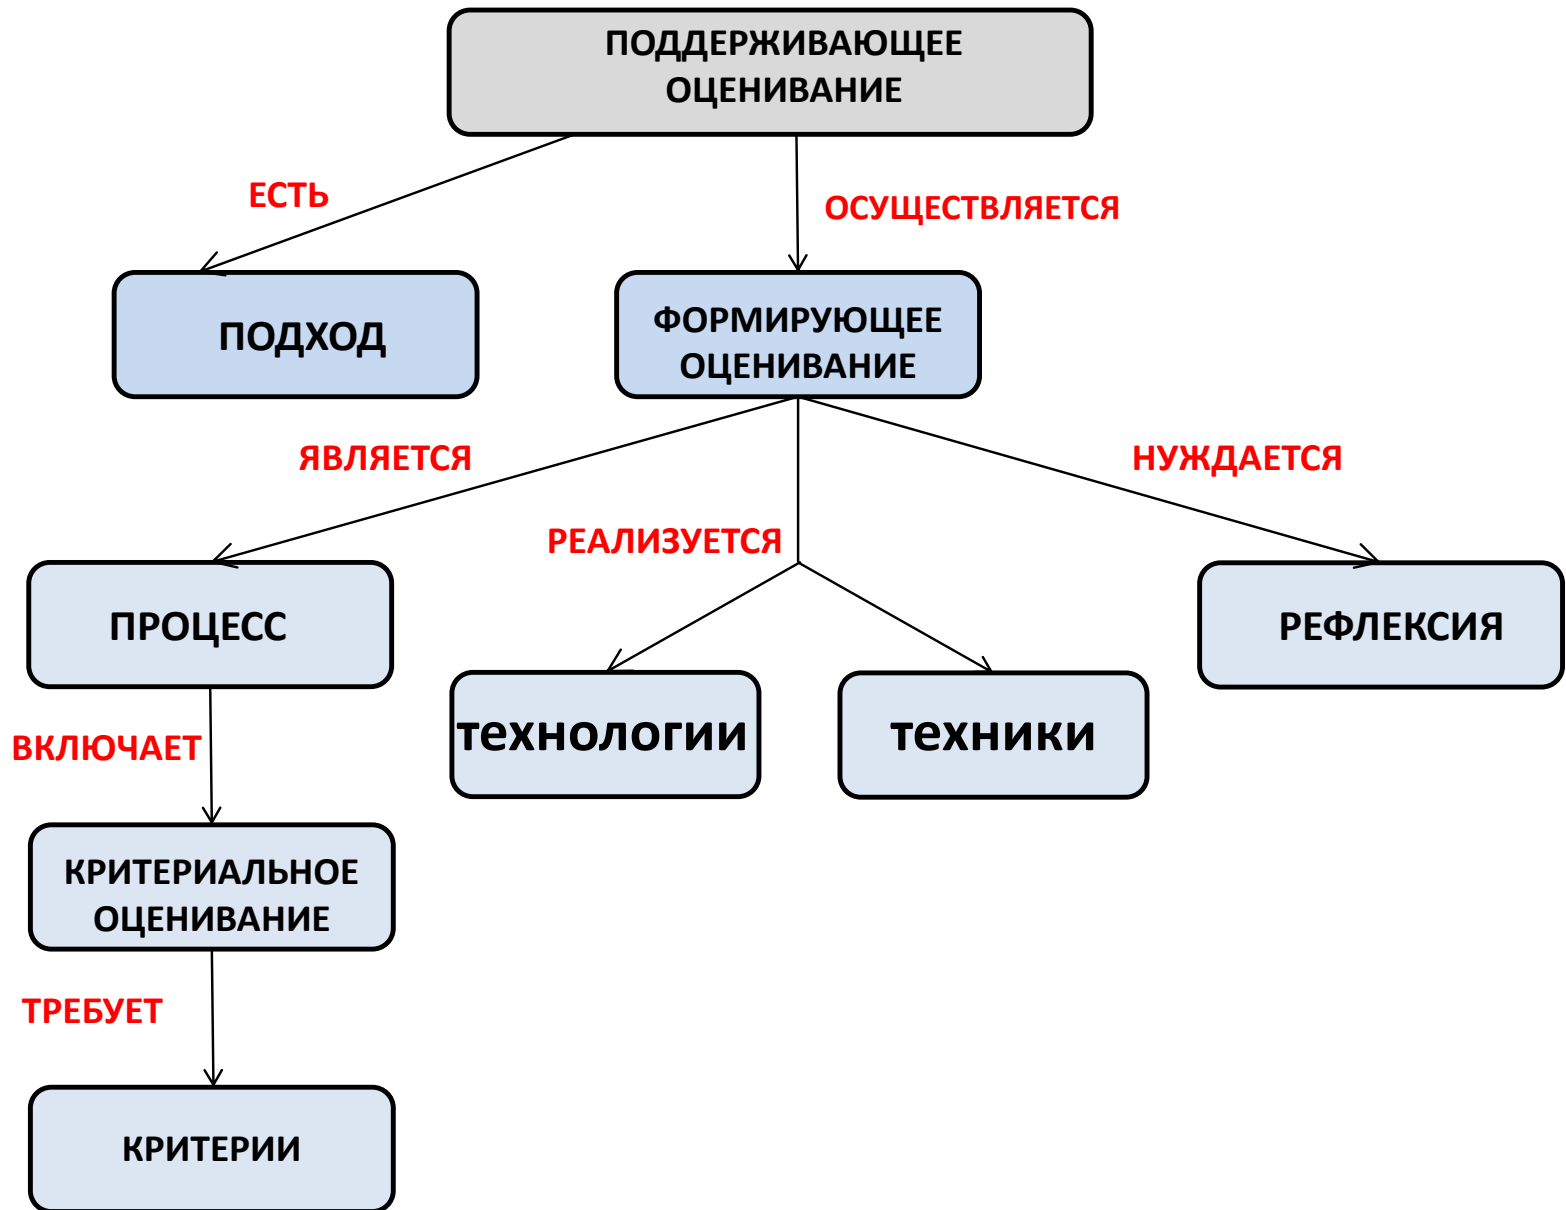 ПОДДЕРЖИВАЮЩЕЕ
ОЦЕНИВАНИЕ
ЕСТЬ
ОСУЩЕСТВЛЯЕТСЯ
ПОДХОД
ФОРМИРУЮЩЕЕ
ОЦЕНИВАНИЕ
ЯВЛЯЕТСЯ
НУЖДАЕТСЯ
РЕАЛИЗУЕТСЯ
ПРОЦЕСС
РЕФЛЕКСИЯ
технологии
техники
ВКЛЮЧАЕТ
КРИТЕРИАЛЬНОЕ
ОЦЕНИВАНИЕ
ТРЕБУЕТ
КРИТЕРИИ